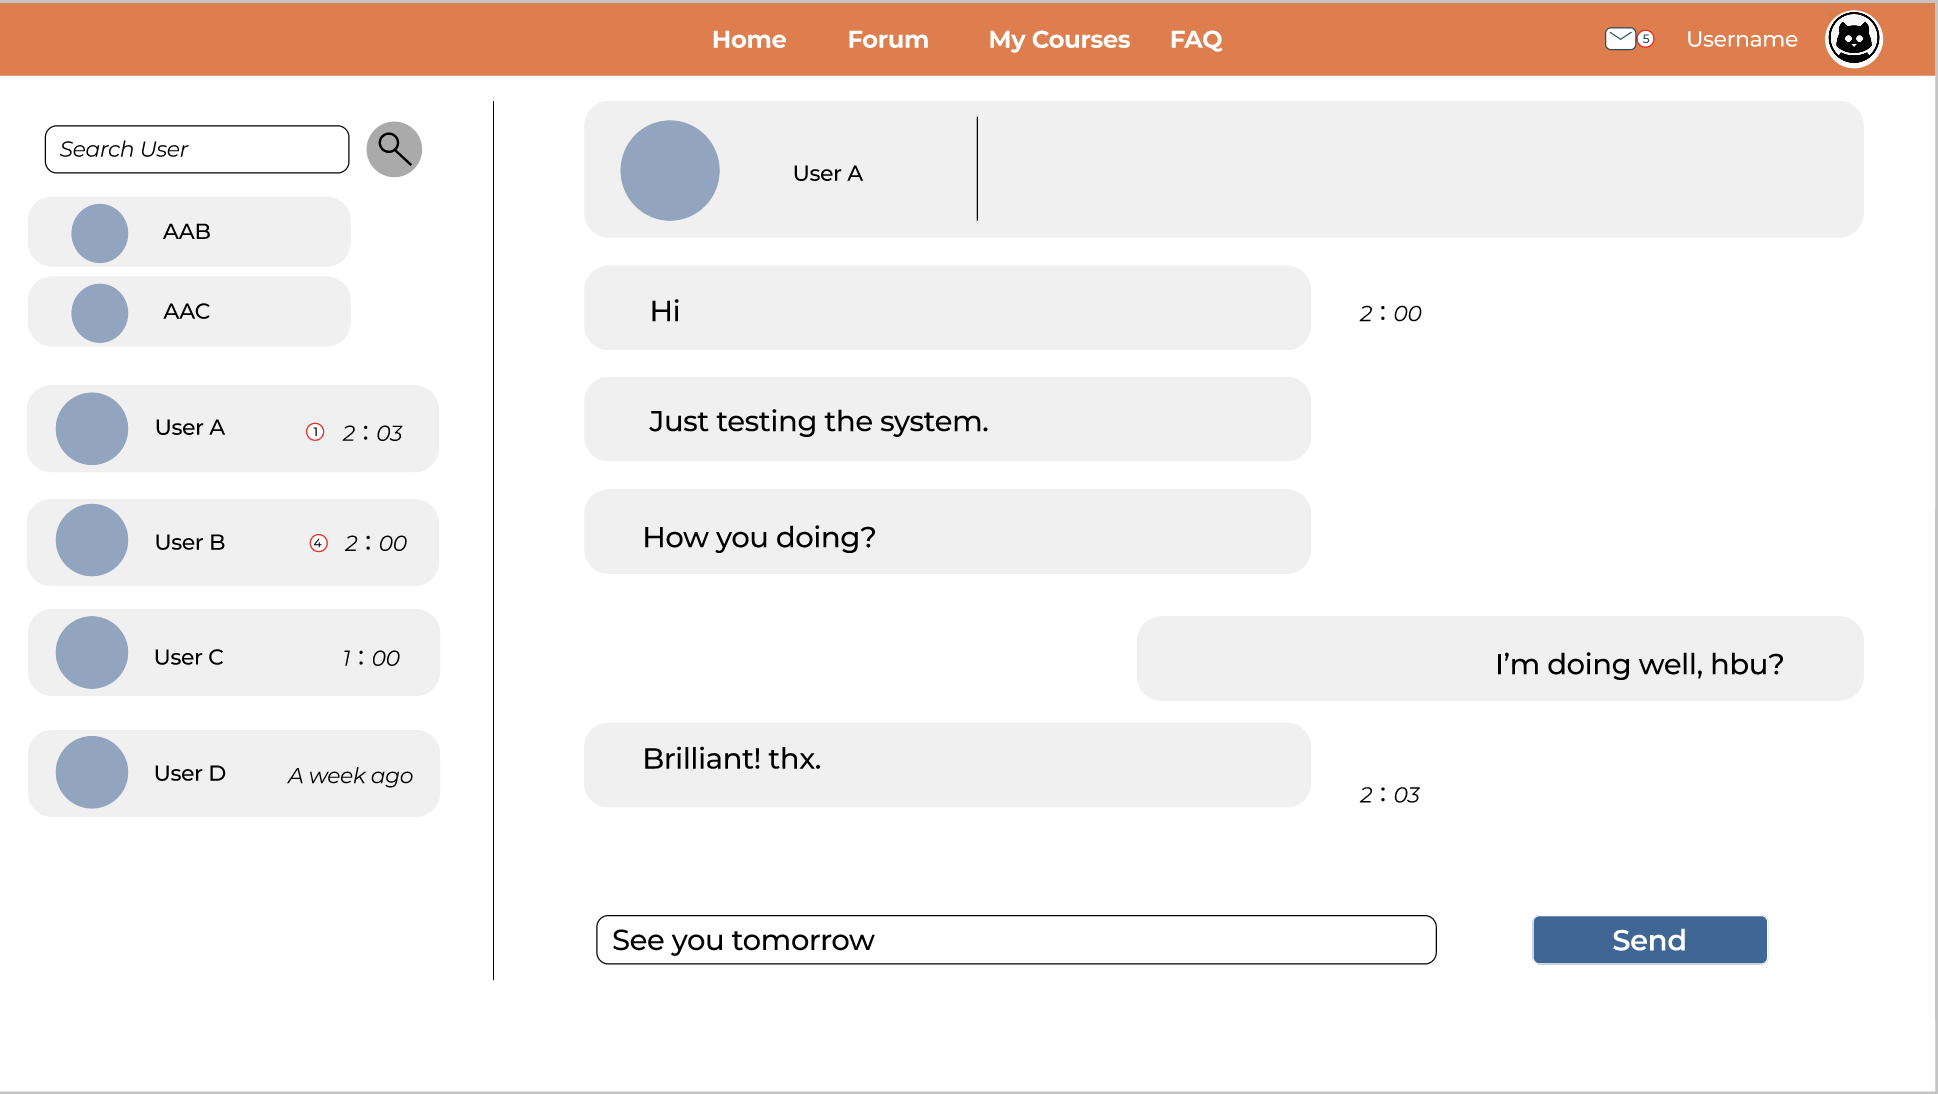 Home Forum My Courses FAQ 5 Username
Search User
AAB
AAC
User A 1 2 : 03
User B 4 2 : 00
User C 1 : 00
User D A week ago
User A
Hi 2 : 00
Just testing the system.
How you doing?
I’m doing well, hbu?
Brilliant! thx.
2 : 03
See you tomorrow Send